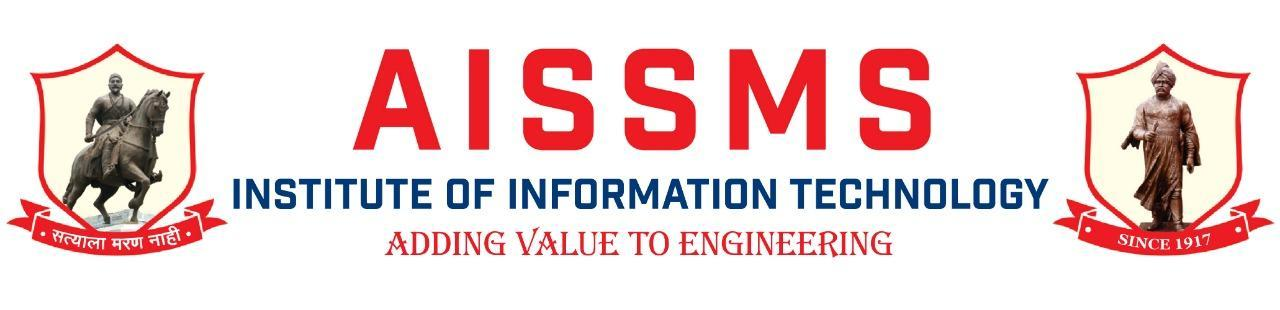 AISSMS
INSTITUTE OF INFORMATION TECHNOLOGY
ADDING VALUE TO ENGINEERING
सत्याला मरण नाही
SINCE 1917